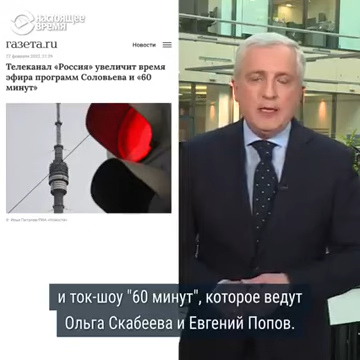 НАСТОЯЩЕЕ
ВРЕМЯ
газета.ru
Новости
Телеканал «Россия» увеличит время
эфира программ Соловьева и «60
минут»
и ток-шоу "60 минут", которое ведут
Ольга Скабеева и Евгений Попов.